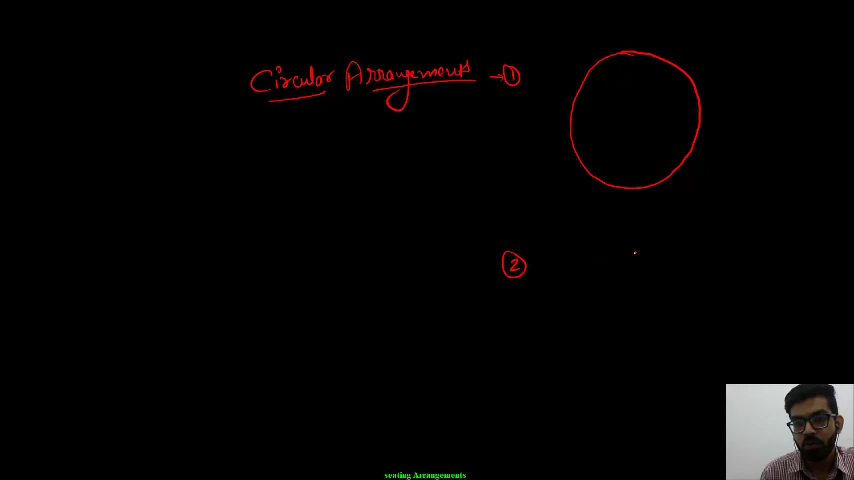 Circular Arrangements → ①
②
seating Arrangements